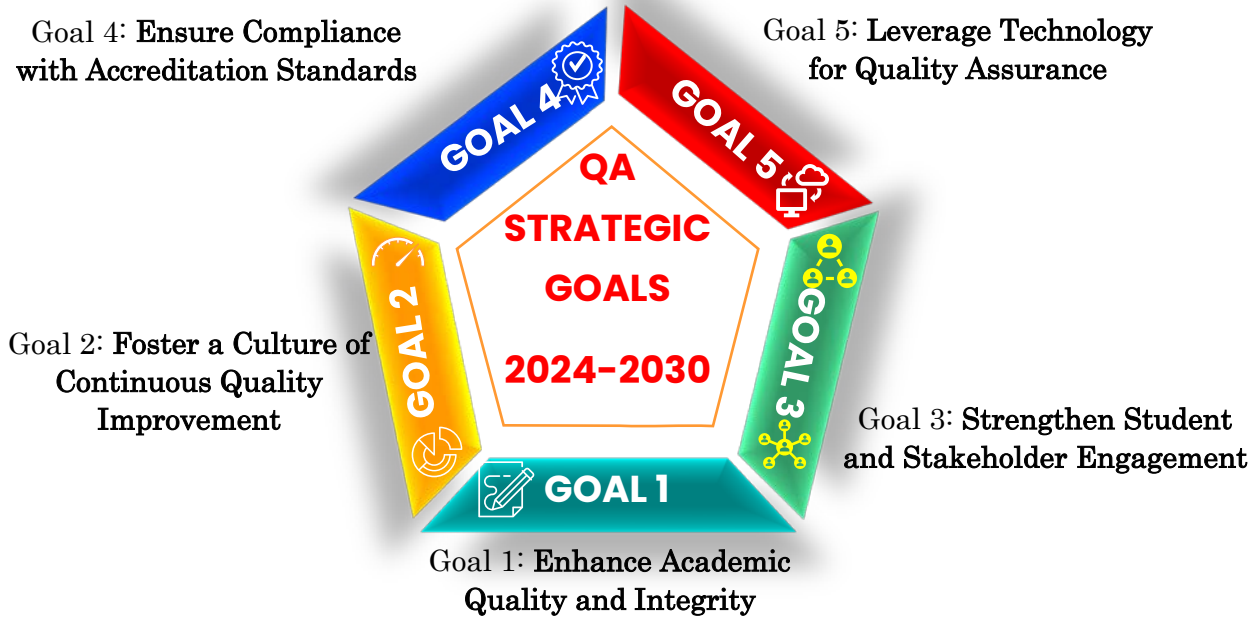 Goal 4: Ensure Compliance
with Accreditation Standards
Goal 5: Leverage Technology
for Quality Assurance
GOAL 4
GOAL 5
QA
STRATEGIC
GOALS
2024-2030
GOAL 2
GOAL 3
Goal 2: Foster a Culture of
Continuous Quality
Improvement
Goal 3: Strengthen Student
and Stakeholder Engagement
GOAL 1
Goal 1: Enhance Academic
Quality and Integrity